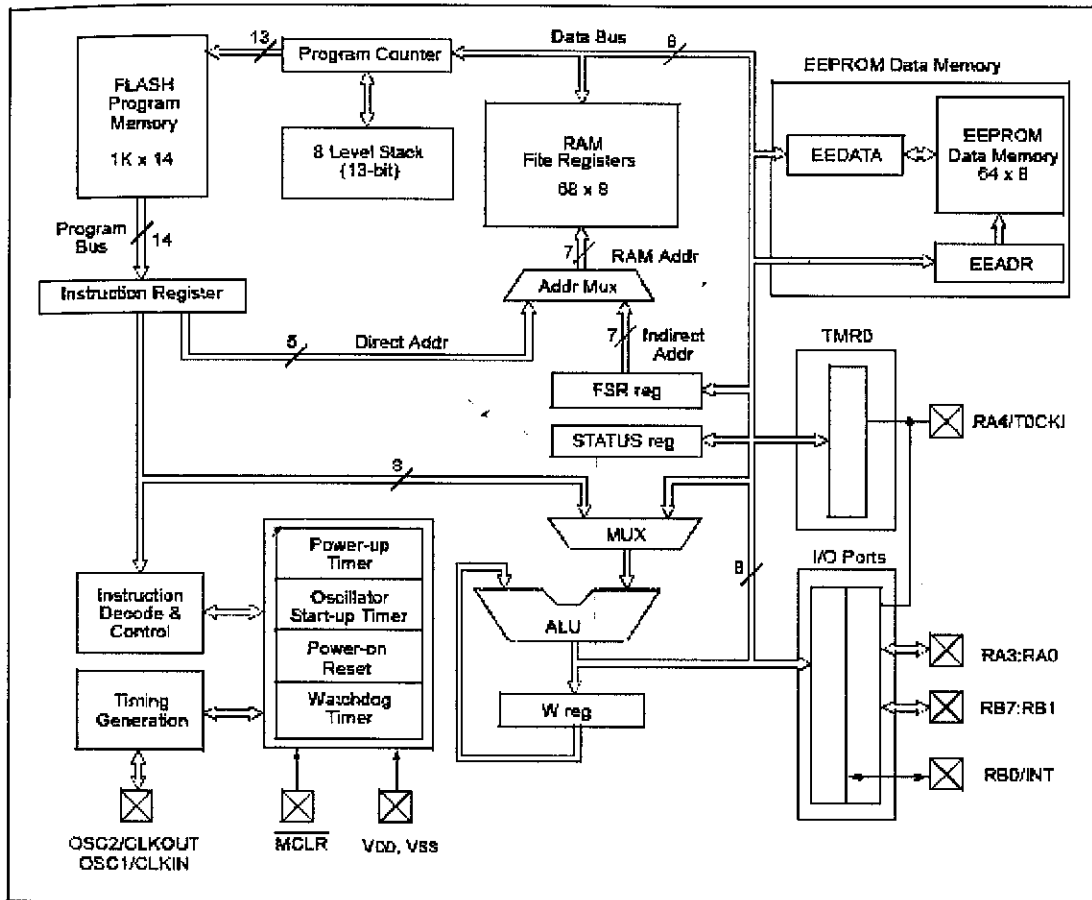 Data Bus
8
13
Program Counter
EEPROM Data Memory
FLASH
Program
Memory
1K x 14
8 Level Stack
(13-bit)
RAM
File Registers
68 x 8
EEDATA
EEPROM
Data Memory
64 x 8
EEADR
Program
Bus
14
7
RAM Addr
Addr Mux
Instruction Register
5
Direct Addr
7
Indirect
Addr
TMR0
FSR reg
STATUS reg
RA4/T0CKI
8
MUX
8
I/O Ports
Power-up
Timer
Oscillator
Start-up Timer
Power-on
Reset
Watchdog
Timer
Instruction
Decode &
Control
Timing
Generation
ALU
W reg
RA3:RA0
RB7:RB1
RB0/INT
OSC2/CLKOUT
OSC1/CLKIN
MCLR
VDD, VSS